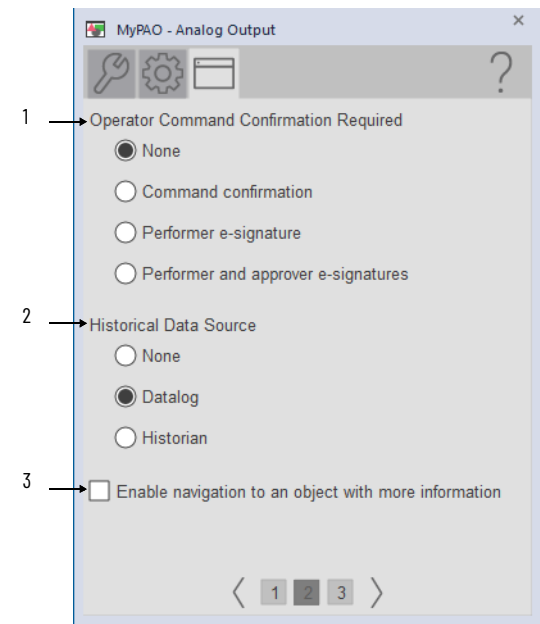 MyPAO - Analog Output
×
?
1
Operator Command Confirmation Required
None
Command confirmation
Performer e-signature
Performer and approver e-signatures
2
Historical Data Source
None
Datalog
Historian
3
Enable navigation to an object with more information
1 2 3